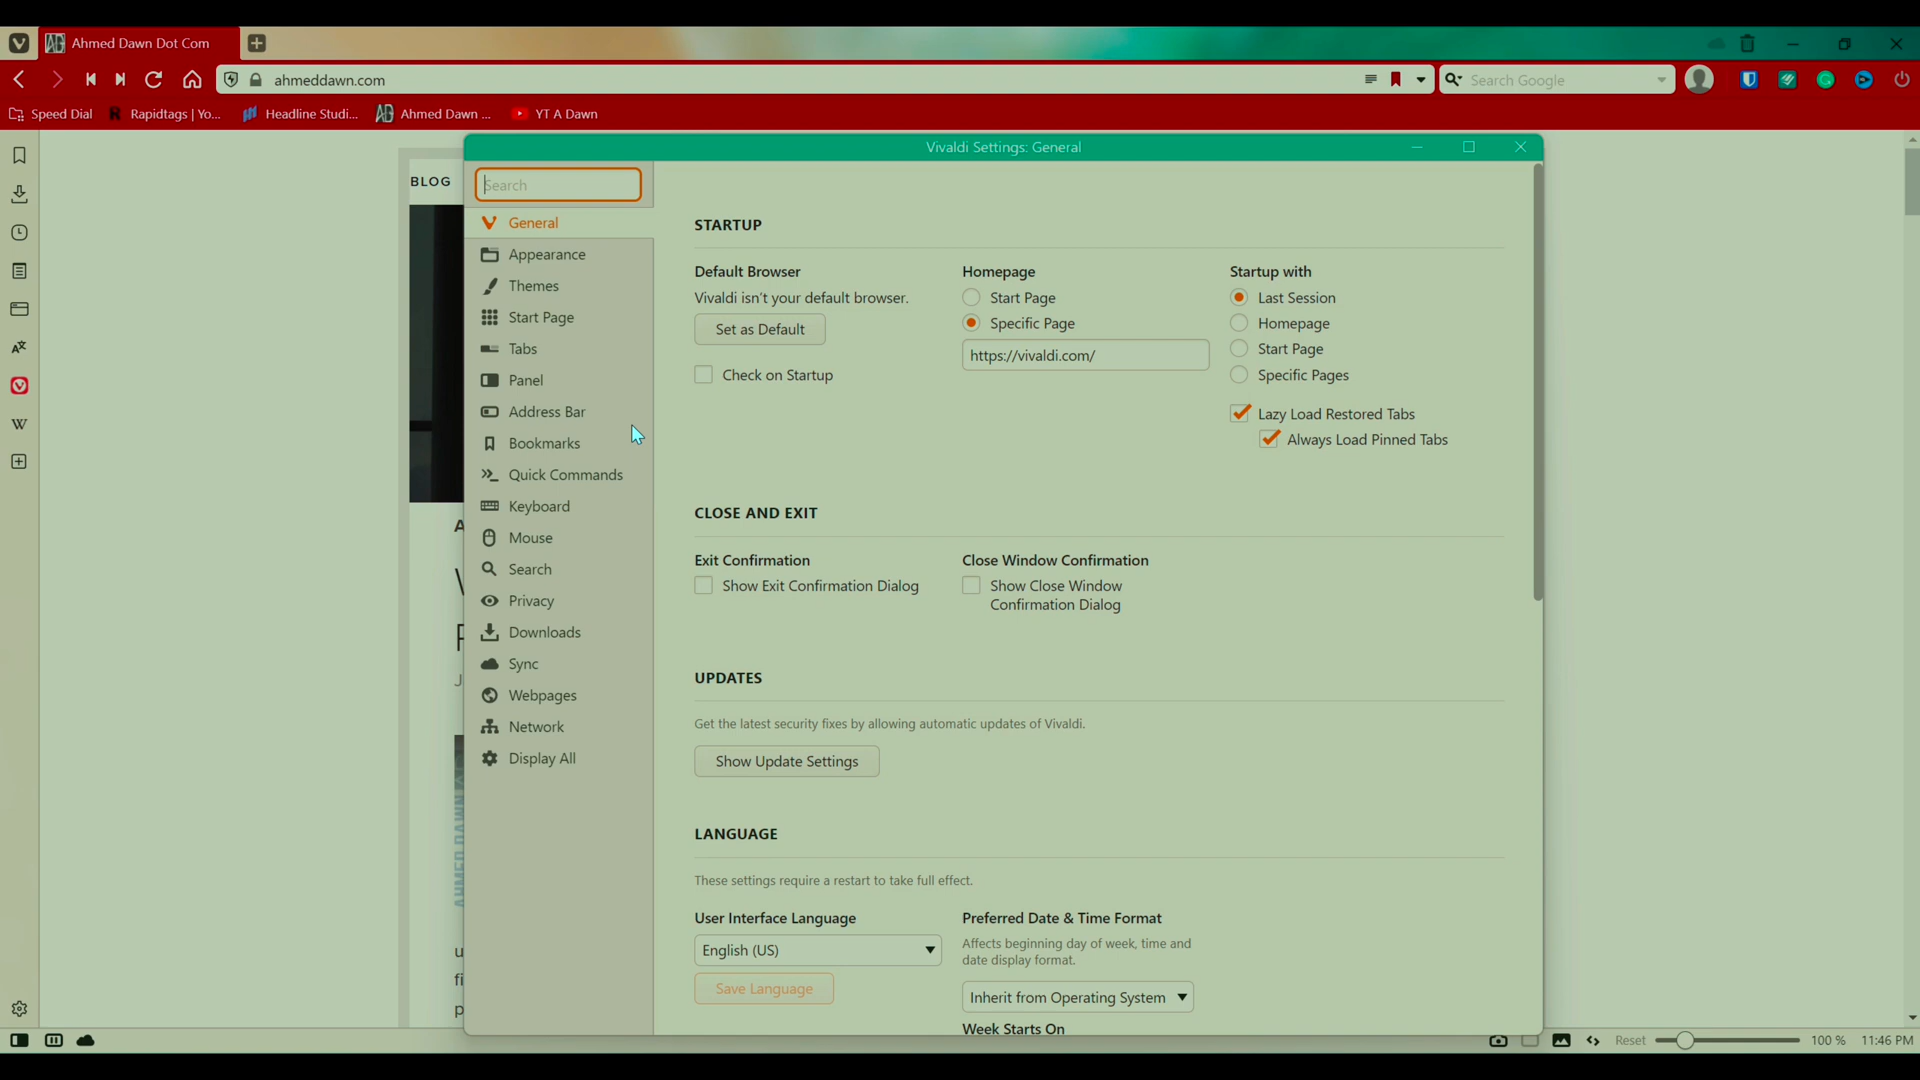 Ahmed Dawn Dot Com
ahmeddawn.com
Search Google
Speed Dial
Rapidtags | Yo...
Headline Studi...
Ahmed Dawn ...
YT A Dawn
Vivaldi Settings: General
BLOG
Search
General
Appearance
Themes
Start Page
Tabs
Panel
Address Bar
Bookmarks
Quick Commands
Keyboard
Mouse
Search
Privacy
Downloads
Sync
Webpages
Network
Display All
STARTUP
Default Browser
Vivaldi isn't your default browser.
Set as Default
Check on Startup
Homepage
Start Page
Specific Page
https://vivaldi.com/
Startup with
Last Session
Homepage
Start Page
Specific Pages
Lazy Load Restored Tabs
Always Load Pinned Tabs
CLOSE AND EXIT
Exit Confirmation
Show Exit Confirmation Dialog
Close Window Confirmation
Show Close Window
Confirmation Dialog
UPDATES
Get the latest security fixes by allowing automatic updates of Vivaldi.
Show Update Settings
LANGUAGE
These settings require a restart to take full effect.
User Interface Language
English (US)
Save Language
Preferred Date & Time Format
Affects beginning day of week, time and
date display format.
Inherit from Operating System
Week Starts On
Reset
100 %
11:46 PM